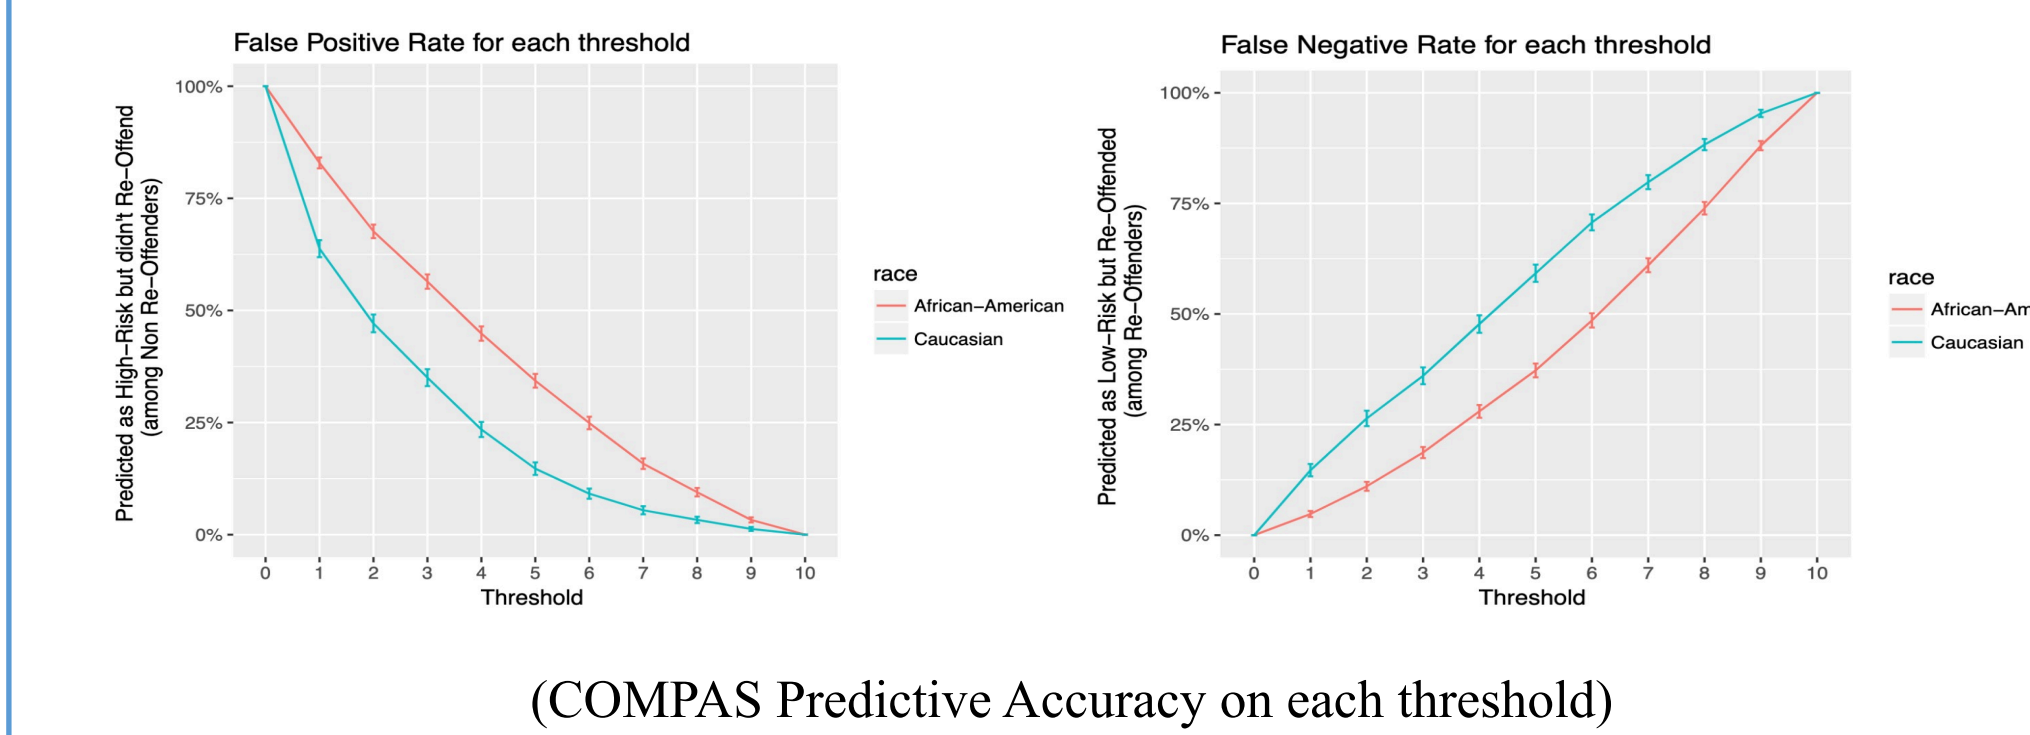 False Positive Rate for each threshold
Predicted as High−Risk but didn't Re−Offend
(among Non Re−Offenders)
100%
75%
50%
25%
0%
0 1 2 3 4 5 6 7 8 9 10
Threshold
race
African−American
Caucasian
False Negative Rate for each threshold
Predicted as Low−Risk but Re−Offended
(among Re−Offenders)
100%
75%
50%
25%
0%
0 1 2 3 4 5 6 7 8 9 10
Threshold
race
African−Am
Caucasian
(COMPAS Predictive Accuracy on each threshold)